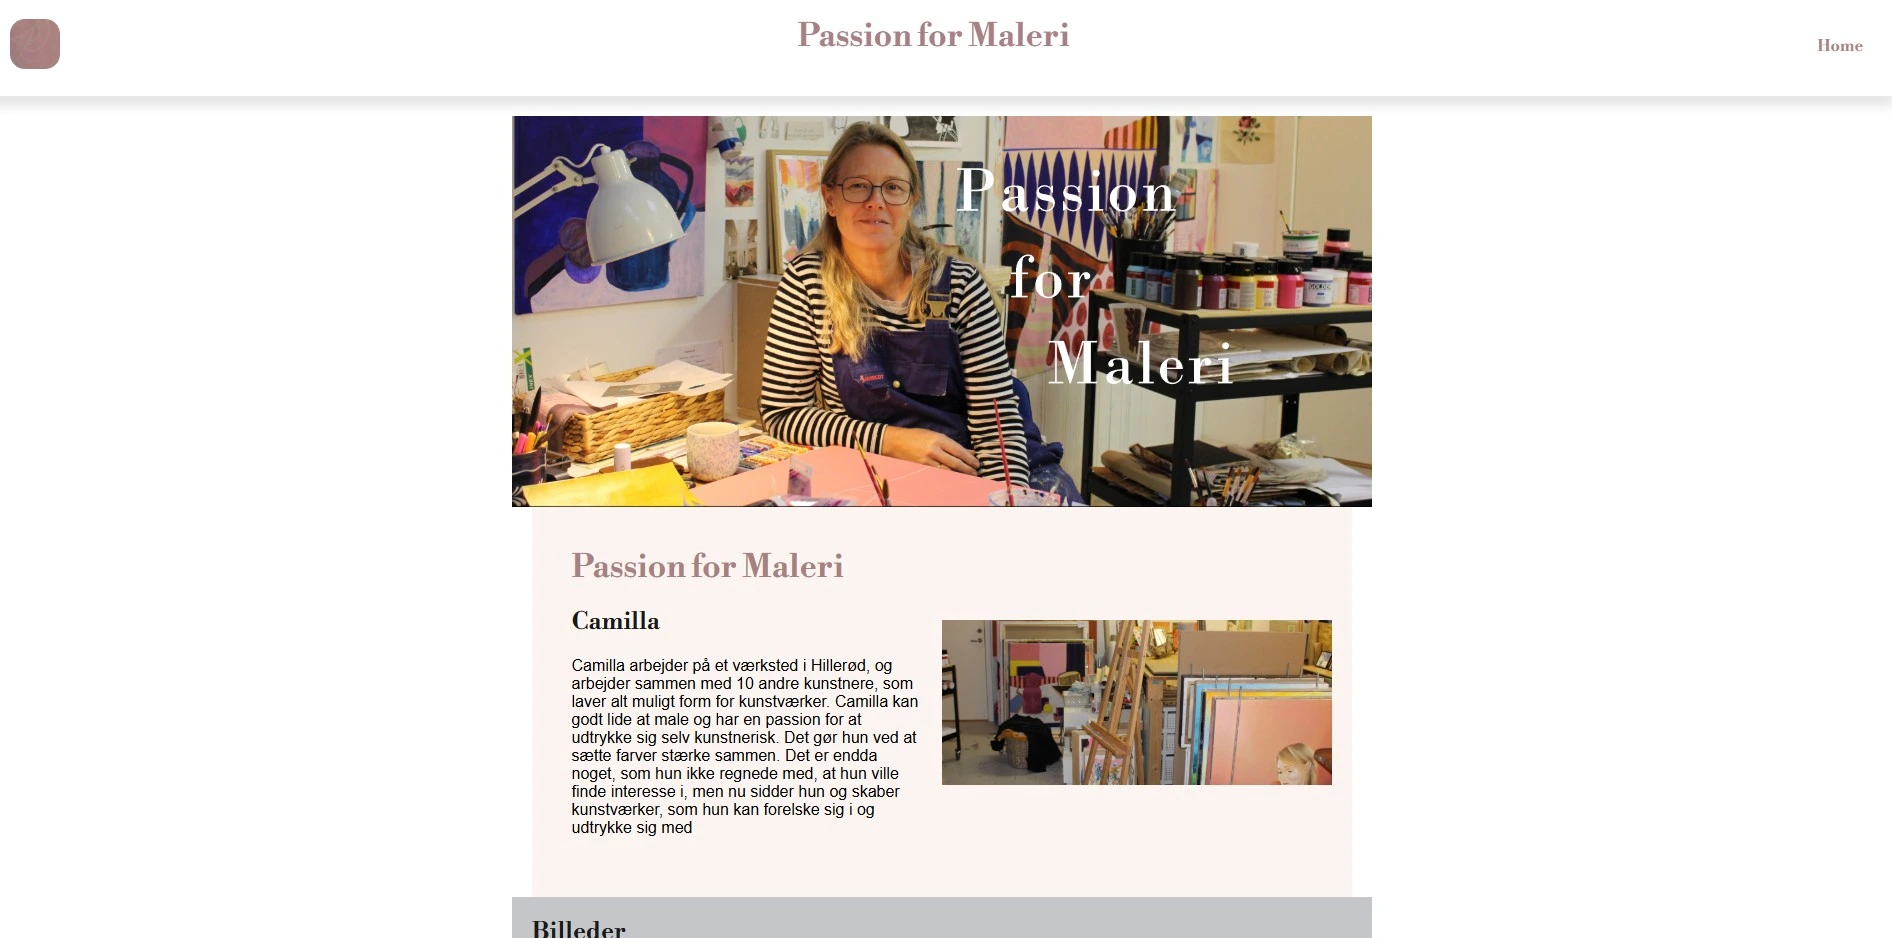 Passion for Maleri
Home
Passion
for
Maleri
GOLDEN
Passion for Maleri
Camilla
Camilla arbejder på et værksted i Hillerød, og
arbejder sammen med 10 andre kunstnere, som
laver alt muligt form for kunstværker. Camilla kan
godt lide at male og har en passion for at
udtrykke sig selv kunstnerisk. Det gør hun ved at
sætte farver stærke sammen. Det er endda
noget, som hun ikke regnede med, at hun ville
finde interesse i, men nu sidder hun og skaber
kunstværker, som hun kan forelske sig i og
udtrykke sig med
Billeder